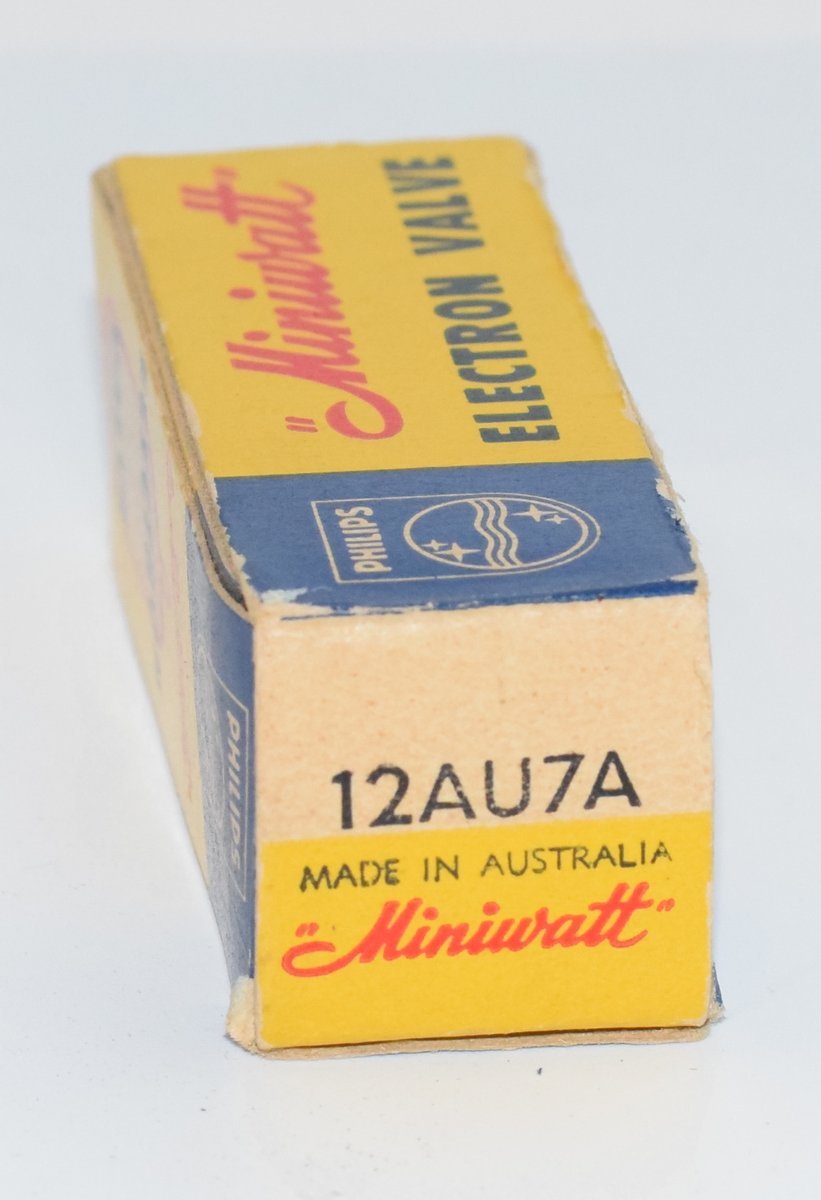 "Miniwatt"
ELECTRON VALVE
PHILIPS
12AU7A
MADE IN AUSTRALIA
"Miniwatt"
PHILIPS